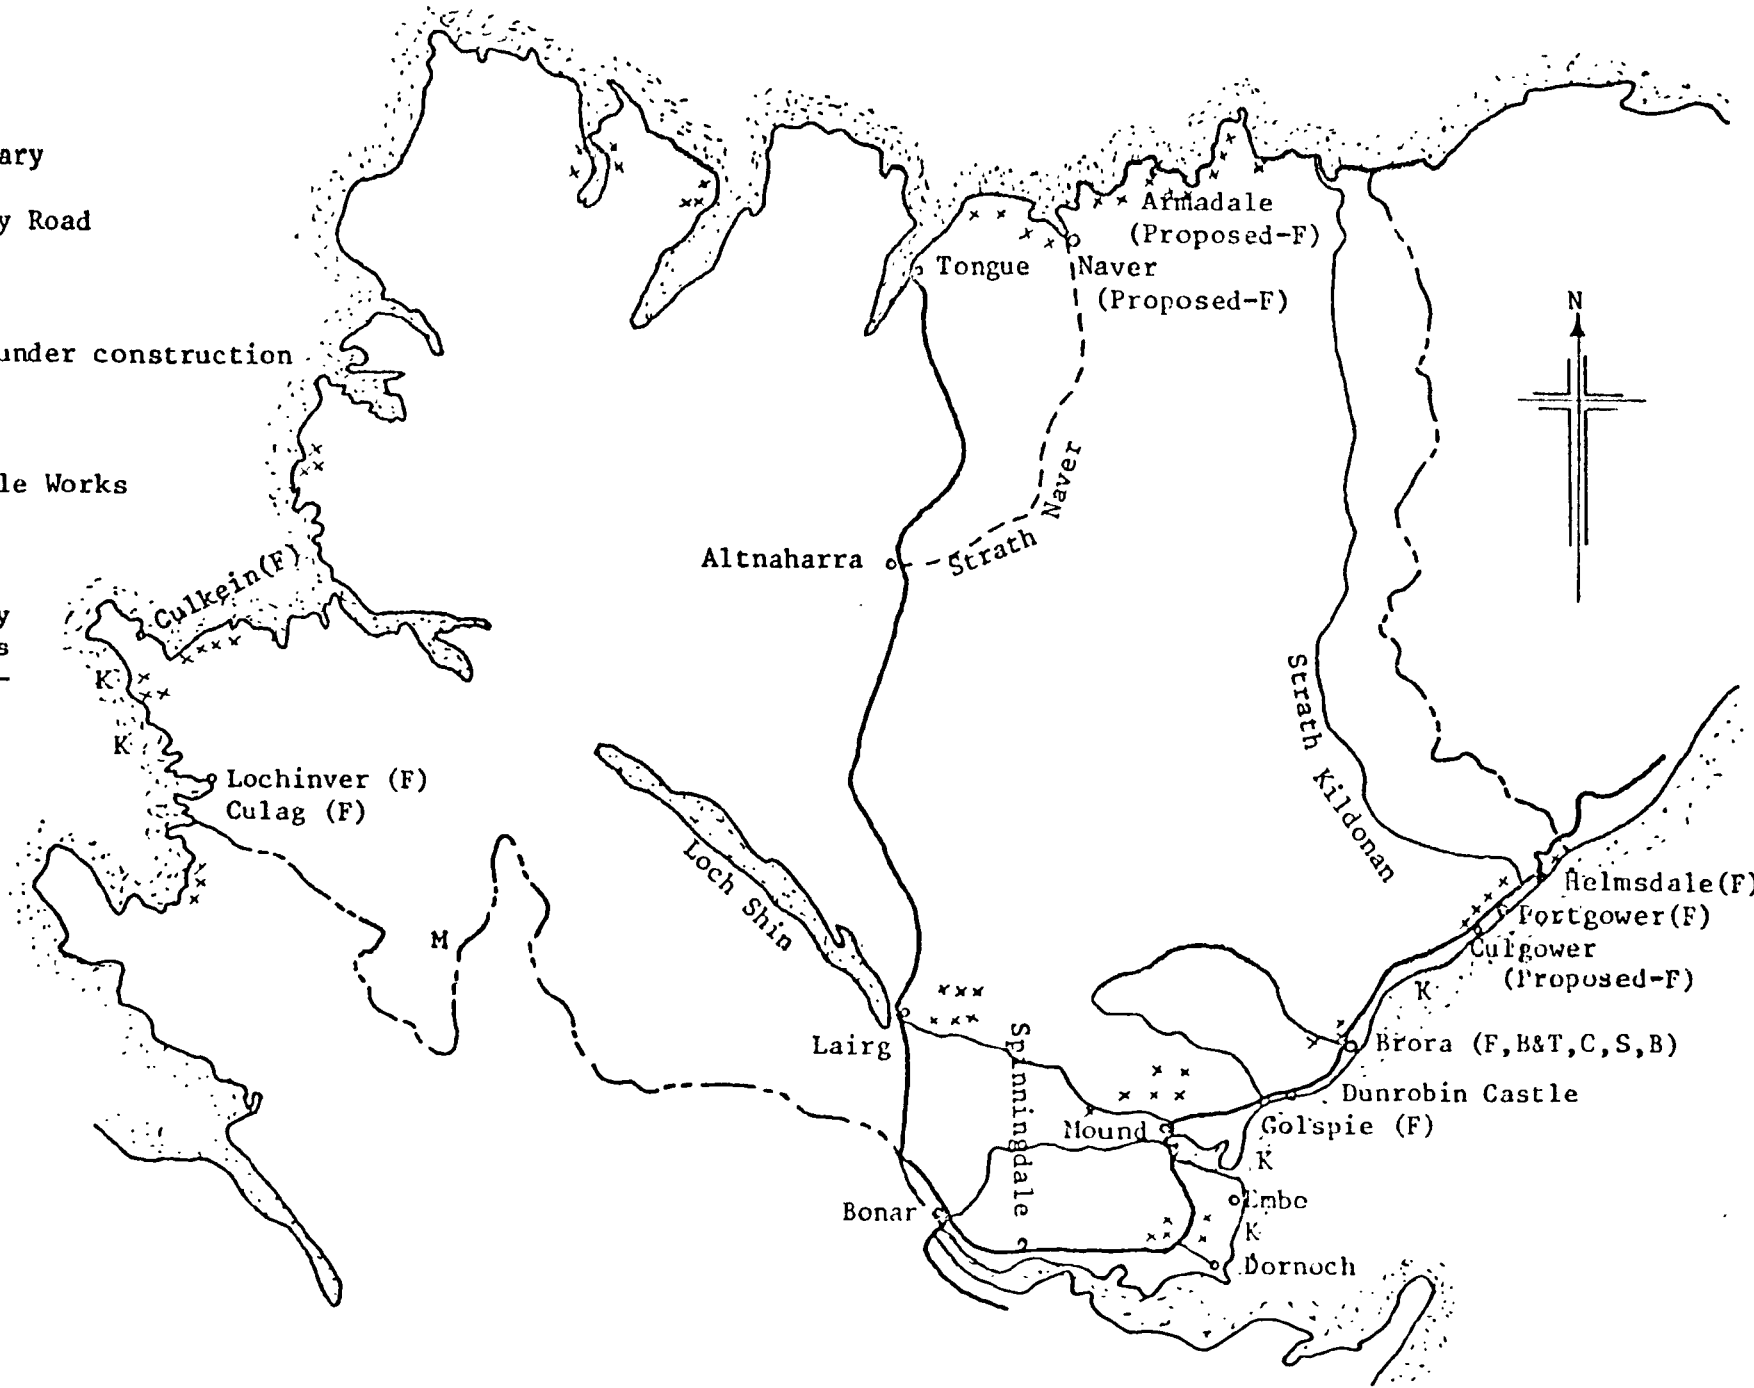 ary
y Road
under construction
le Works
y
s
N
Armadale
(Proposed-F)
Tongue
Naver
(Proposed-F)
Altnaharra
Strath Naver
Culkein(F)
K
K
Lochinver (F)
Culag (F)
M
Loch Shin
Strath Kildonan
Helmsdale(F)
Portgower(F)
Culgower
(Proposed-F)
K
Brora (F,B&T,C,S,B)
Lairg
Spinningdale
Dunrobin Castle
Mound
Golspie (F)
K
Embo
Bonar
K
Dornoch